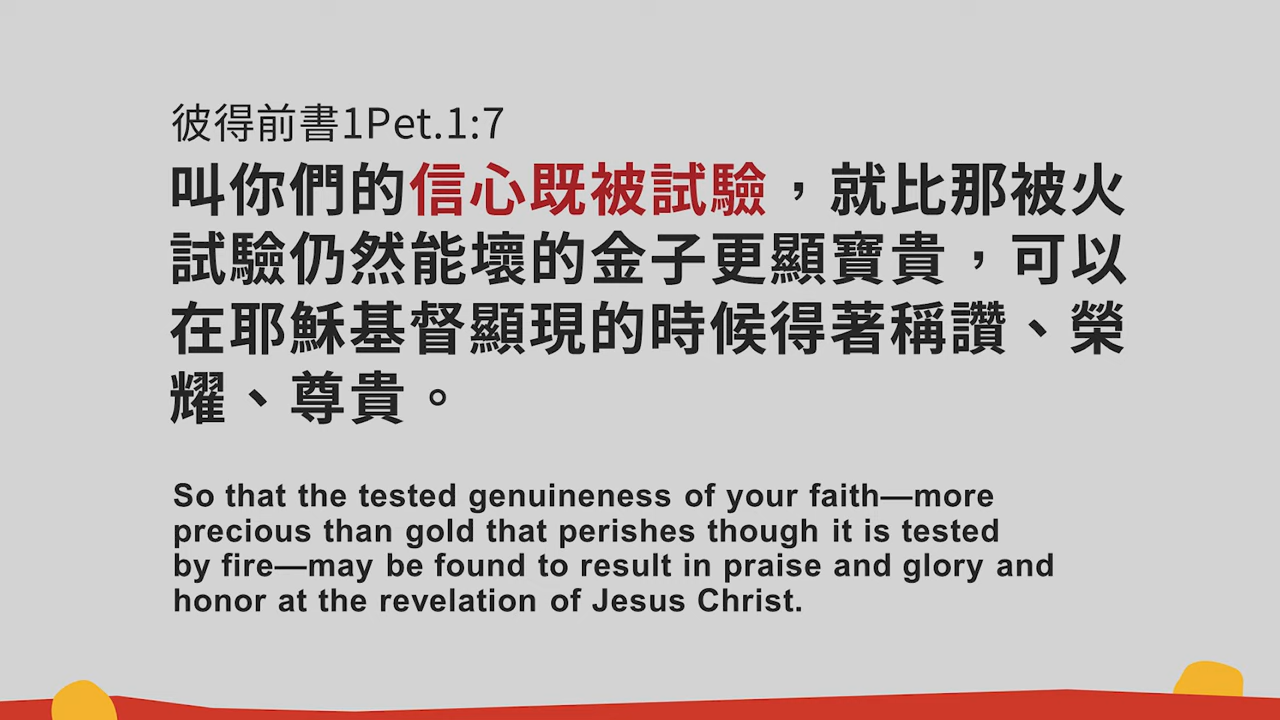 彼得前書1Pet.1:7
叫你們的信心既被試驗，就比那被火
試驗仍然能壞的金子更顯寶貴，可以
在耶穌基督顯現的時候得著稱讚、榮
耀、尊貴。
So that the tested genuineness of your faith—more
precious than gold that perishes though it is tested
by fire—may be found to result in praise and glory and
honor at the revelation of Jesus Christ.